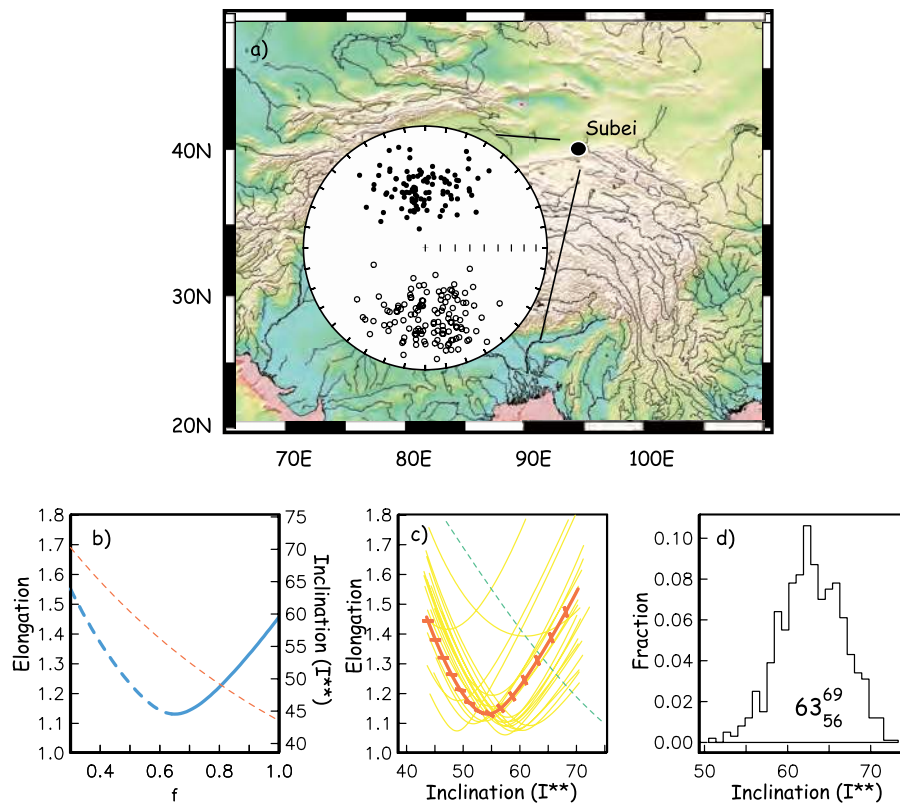 a)
Subei
40N
30N
20N
70E 80E 90E 100E
b)
1.8
1.7
1.6
1.5
1.4
1.3
1.2
1.1
1.0
Elongation
0.4 0.6 0.8 1.0
f
75
70
65
60
55
50
45
40
Inclination (I**)
c)
1.8
1.7
1.6
1.5
1.4
1.3
1.2
1.1
1.0
Elongation
40 50 60 70
Inclination (I**)
d)
0.10
0.08
0.06
0.04
0.02
0.00
Fraction
63 69 56
50 60 70
Inclination (I**)